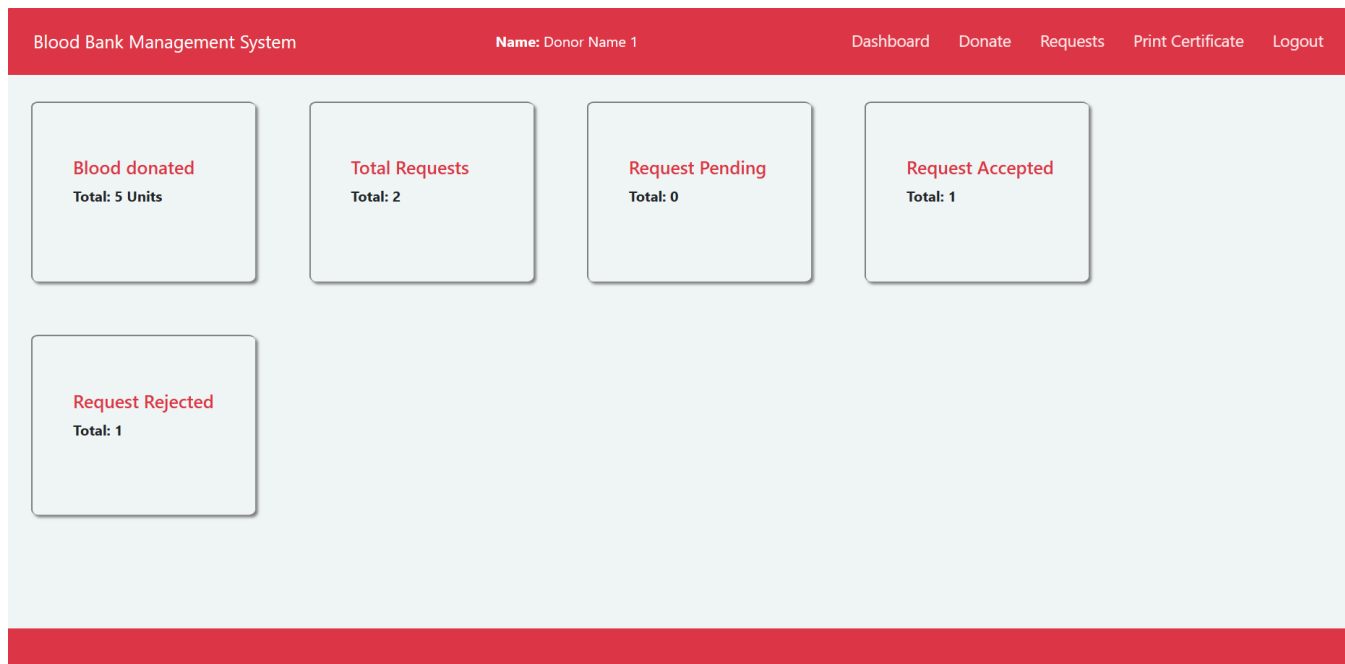 Blood Bank Management System
Name: Donor Name 1
Dashboard Donate Requests Print Certificate Logout
Blood donated
Total: 5 Units
Total Requests
Total: 2
Request Pending
Total: 0
Request Accepted
Total: 1
Request Rejected
Total: 1